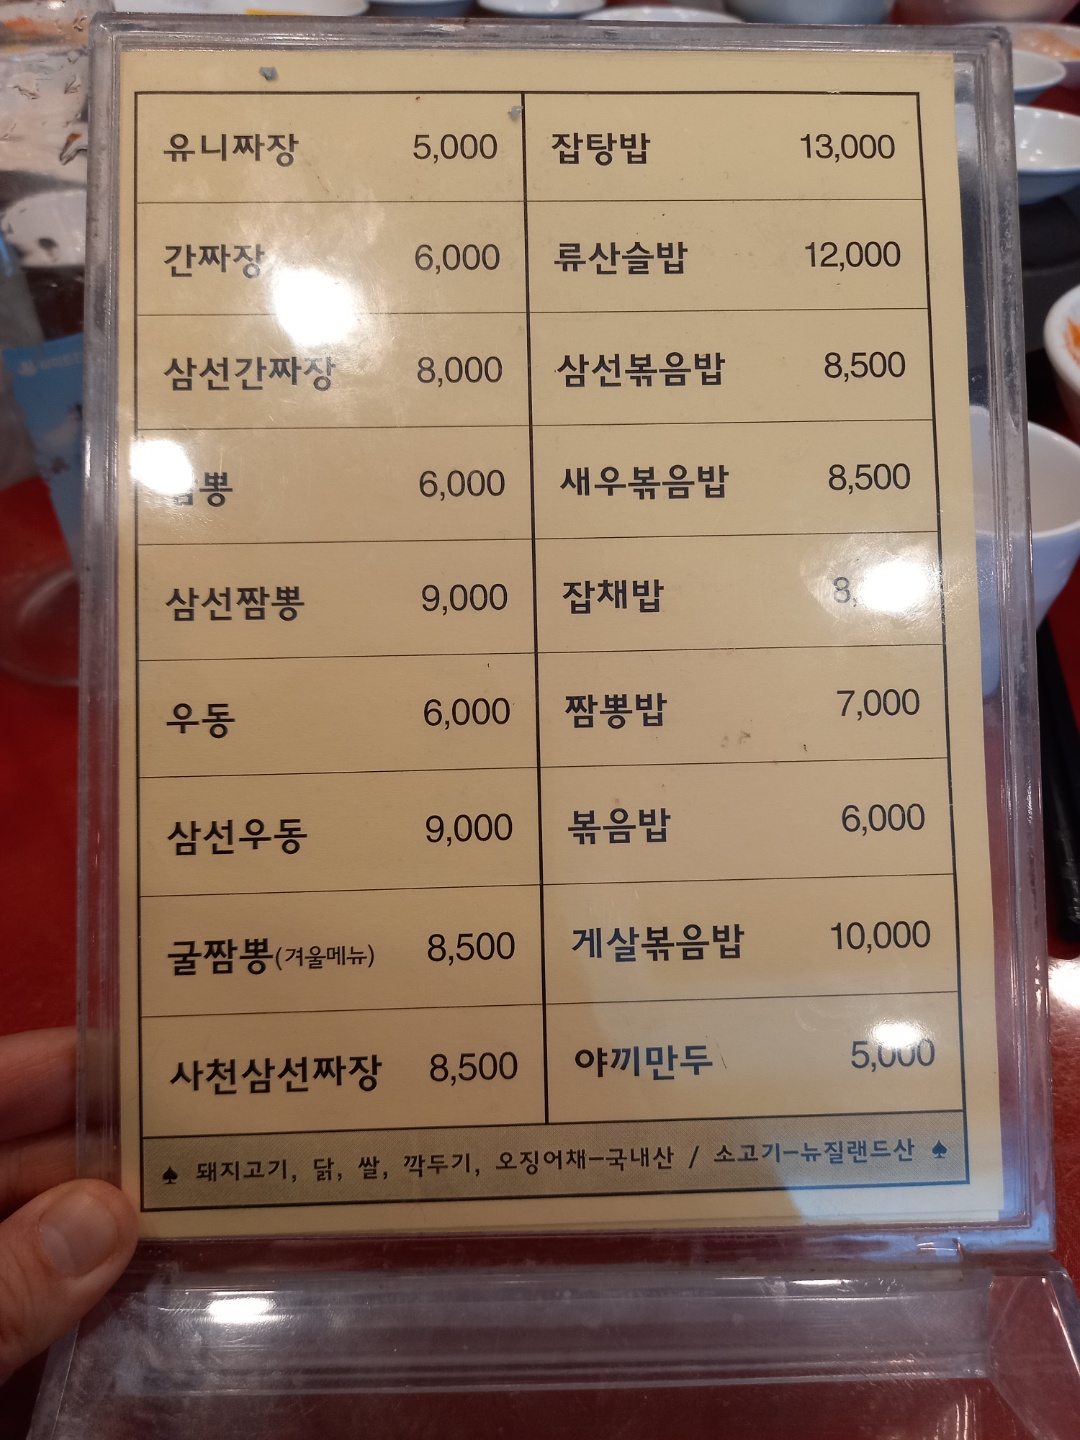 유니짜장 5,000
간짜장 6,000
삼선간짜장 8,000
6,000
삼선짬뽕 9,000
우동 6,000
삼선우동 9,000
굴짬뽕(겨울메뉴) 8,500
사천삼선짜장 8,500
잡탕밥 13,000
류산슬밥 12,000
삼선볶음밥 8,500
새우볶음밥 8,500
잡채밥
짬뽕밥 7,000
볶음밥 6,000
게살볶음밥 10,000
야끼만두 5,000
♠ 돼지고기, 닭, 쌀, 깍두기, 오징어채-국내산 / 소고기-뉴질랜드산 ♠